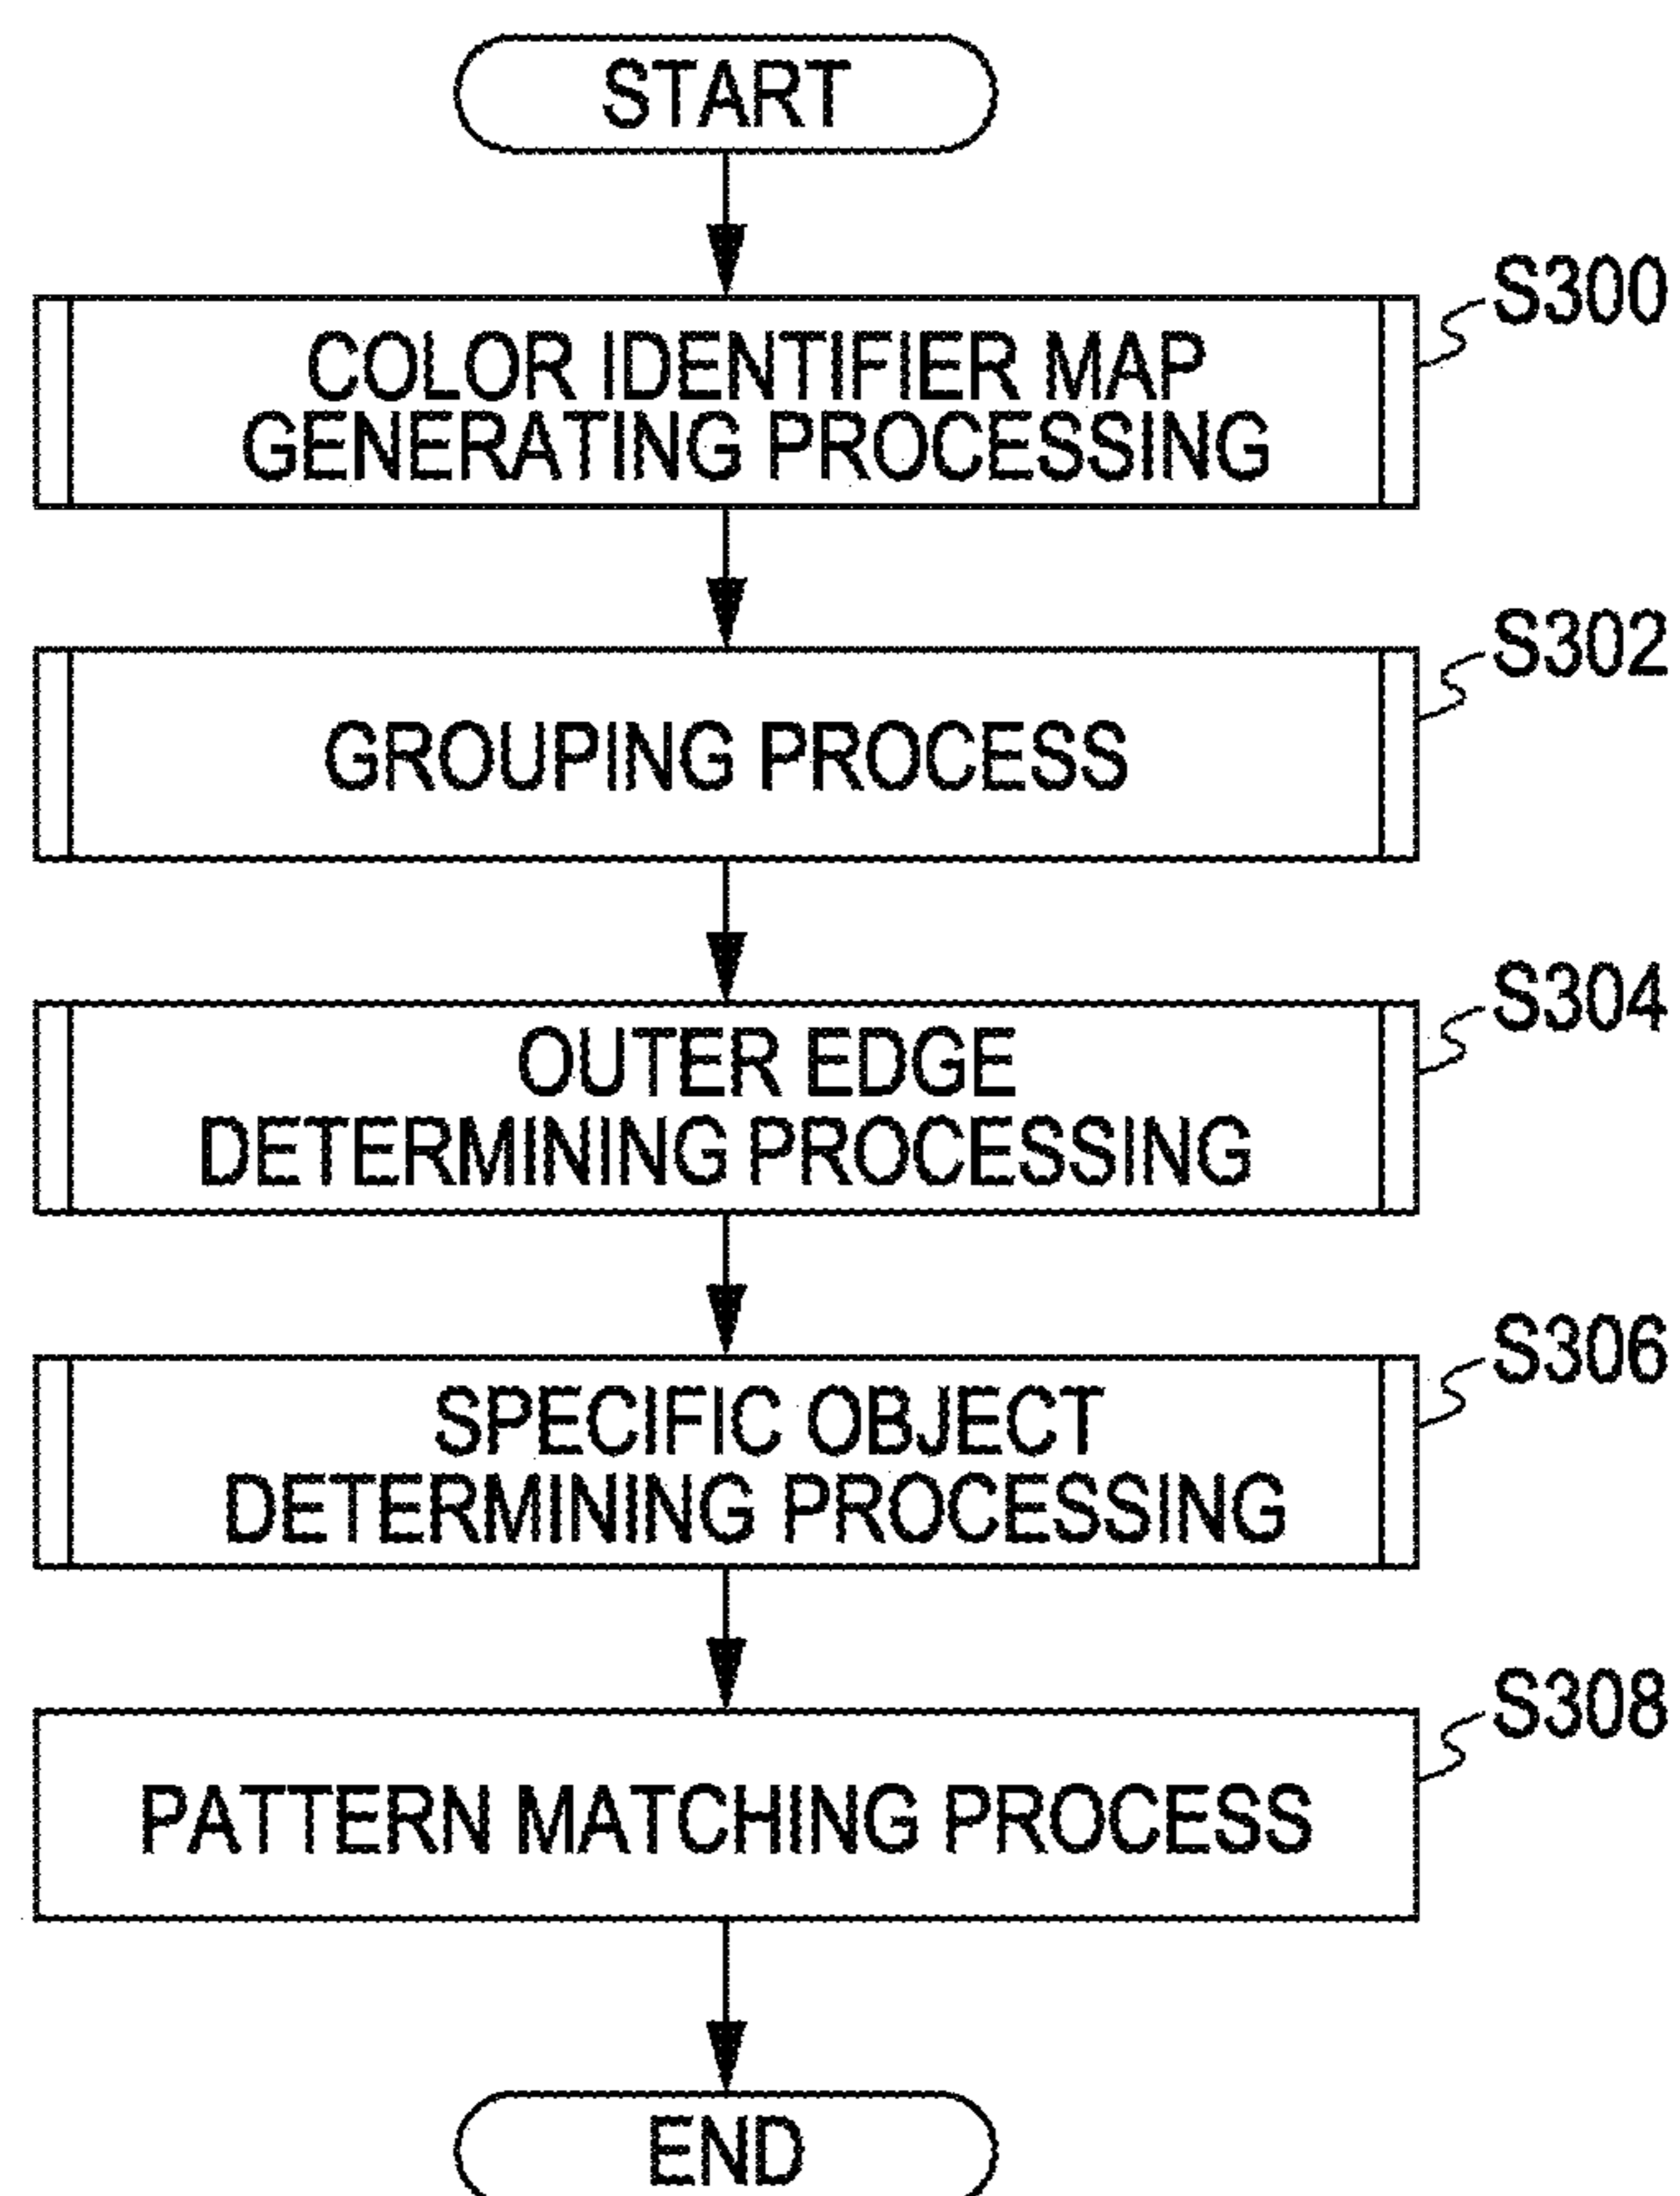 START
S300
COLOR IDENTIFIER MAP
GENERATING PROCESSING
S302
GROUPING PROCESS
S304
OUTER EDGE
DETERMINING PROCESSING
S306
SPECIFIC OBJECT
DETERMINING PROCESSING
S308
PATTERN MATCHING PROCESS
END